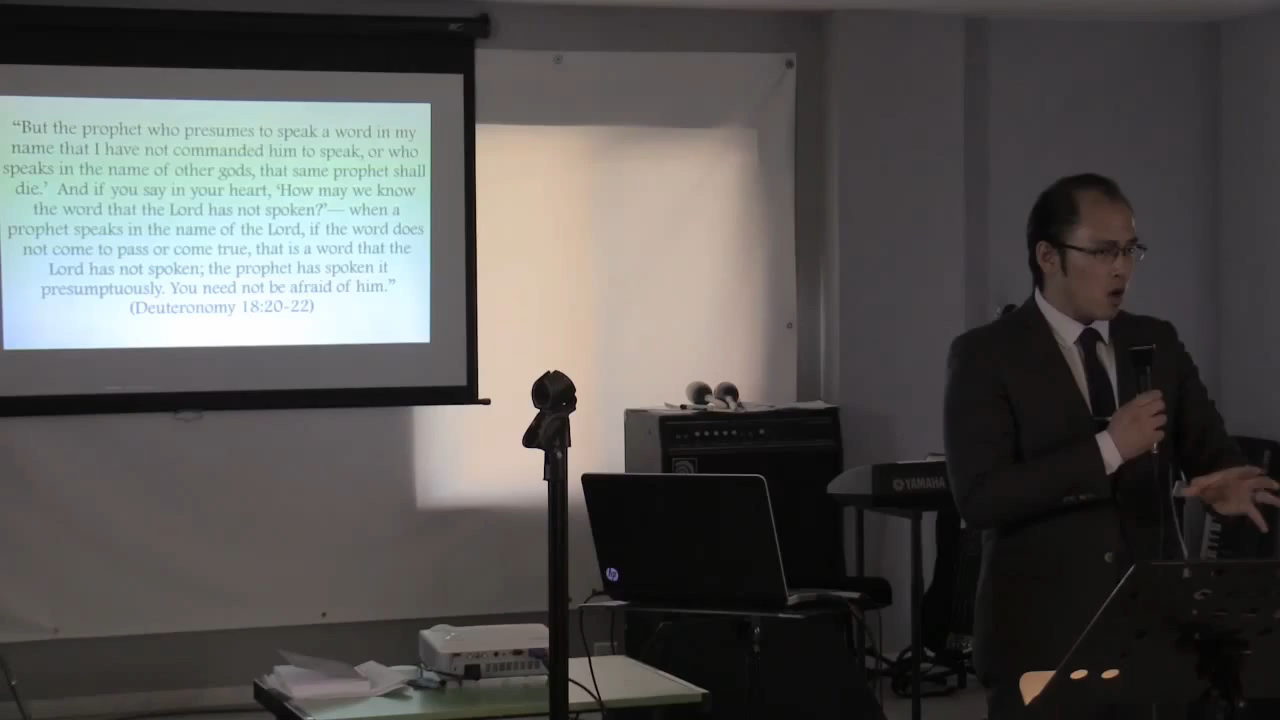 “But the prophet who presumes to speak a word in my
name that I have not commanded him to speak, or who
speaks in the name of other gods, that same prophet shall
die.’ And if you say in your heart, ‘How may we know
the word that the Lord has not spoken?’— when a
prophet speaks in the name of the Lord, if the word does
not come to pass or come true, that is a word that the
Lord has not spoken; the prophet has spoken it
presumptuously. You need not be afraid of him.”
(Deuteronomy 18:20-22)
YAMAHA
hp